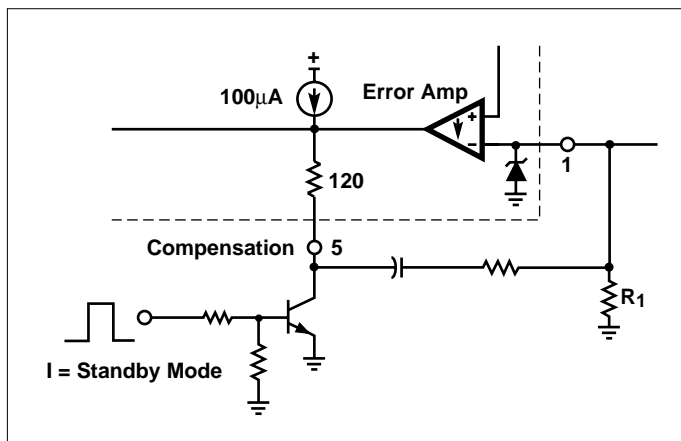 +
100μA
Error Amp
+
−
120
1
Compensation
5
R1
I = Standby Mode